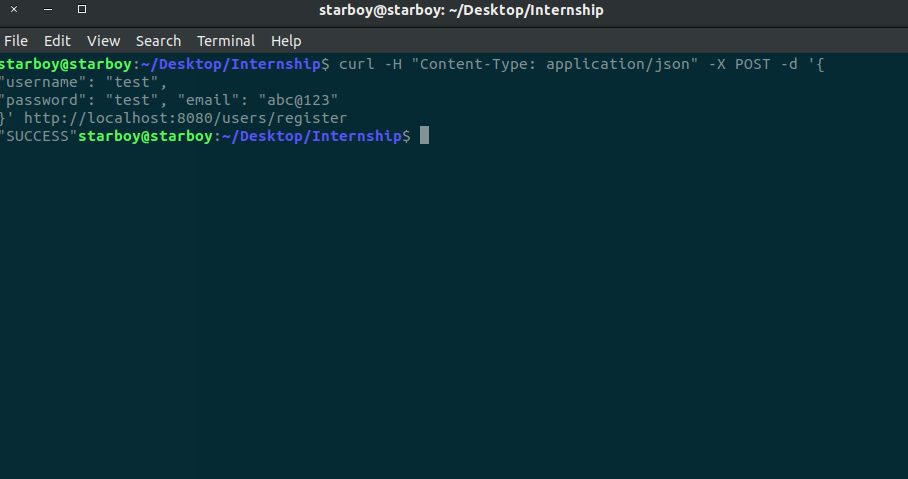 starboy@starboy: ~/Desktop/Internship
File Edit View Search Terminal Help
starboy@starboy:~/Desktop/Internship$ curl -H "Content-Type: application/json" -X POST -d '{
"username": "test",
"password": "test", "email": "abc@123"
}' http://localhost:8080/users/register
"SUCCESS"starboy@starboy:~/Desktop/Internship$